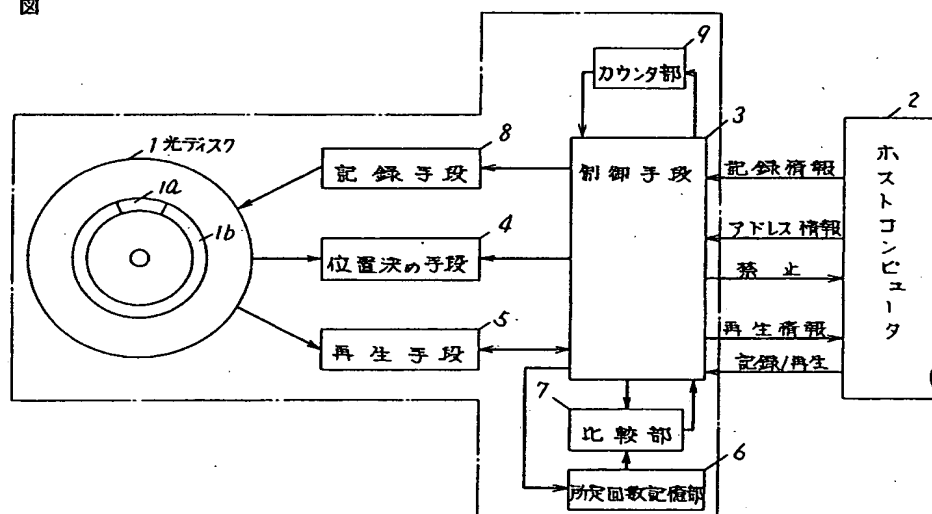 図
9
カウンタ部
3
2
1 光ディスク
8
1a
1b
記録手段
制御手段
記録情報
ホストコンピュータ
4
アドレス情報
位置決め手段
禁止
5
再生情報
再生手段
記録/再生
7
比較部
6
所定回数記憶部